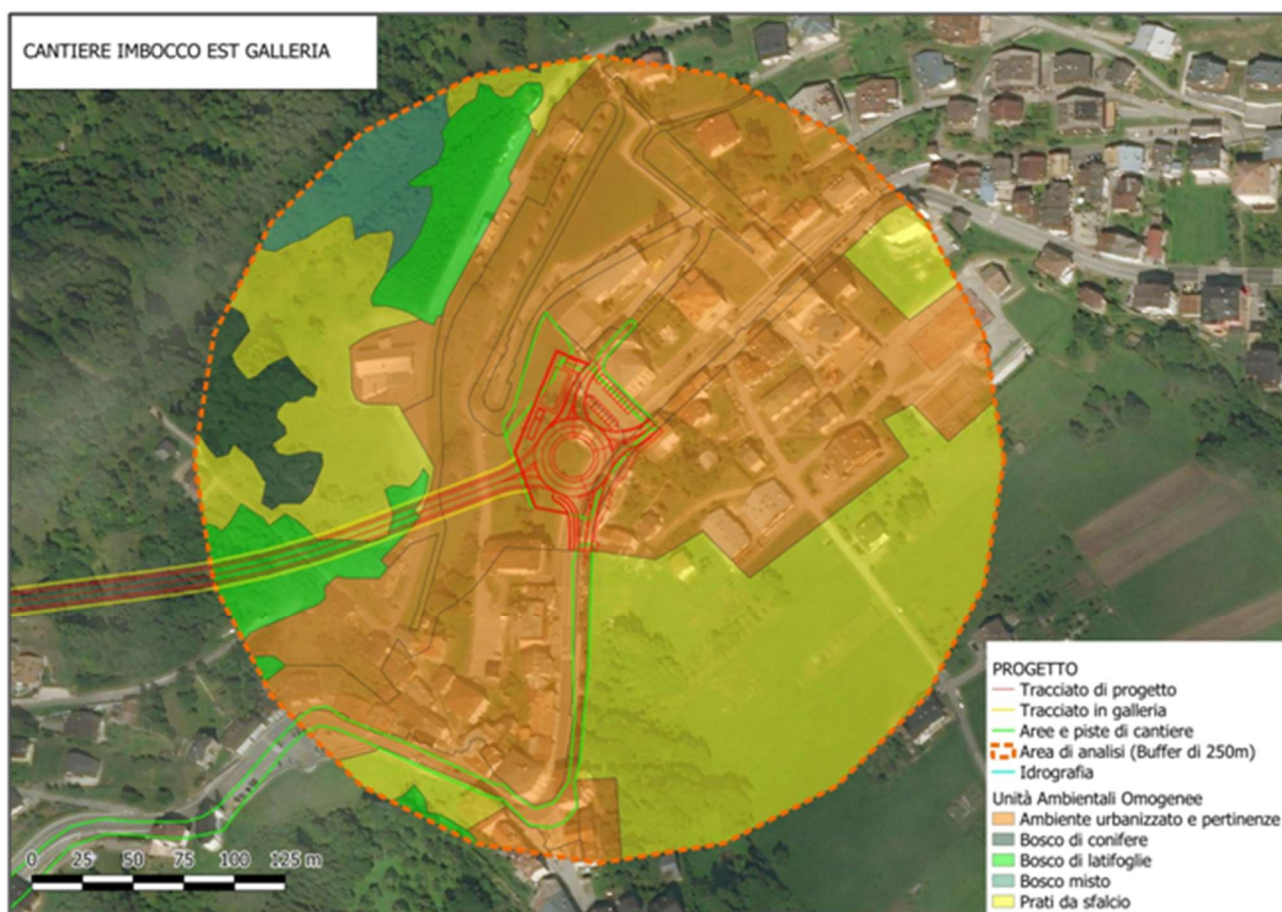 CANTIERE IMBOCCO EST GALLERIA
PROGETTO
Tracciato di progetto
Tracciato in galleria
Aree e piste di cantiere
Area di analisi (Buffer di 250m)
Idrografia
Unità Ambientali Omogenee
Ambiente urbanizzato e pertinenze
Bosco di conifere
Bosco di latifoglie
Bosco misto
Prati da sfalcio
0 25 50 75 100 125 m